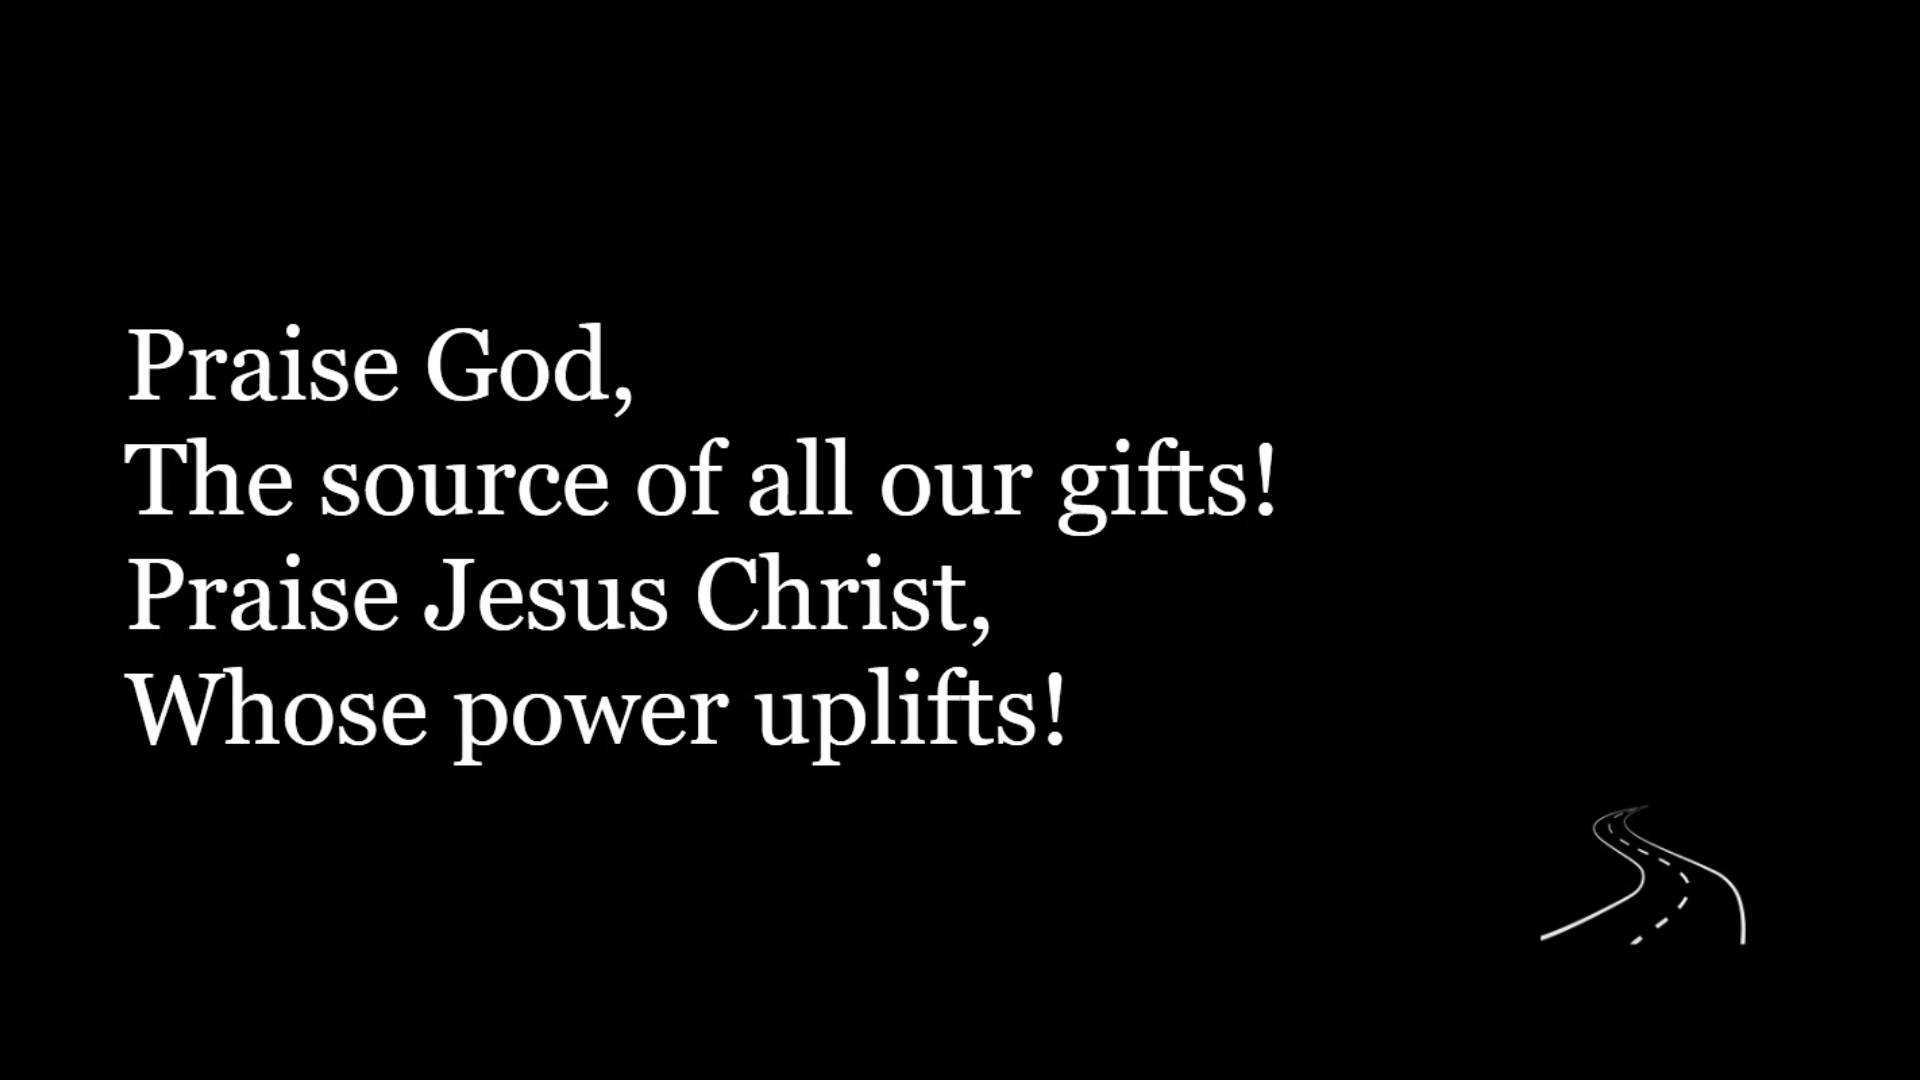 Praise God,
The source of all our gifts!
Praise Jesus Christ,
Whose power uplifts!